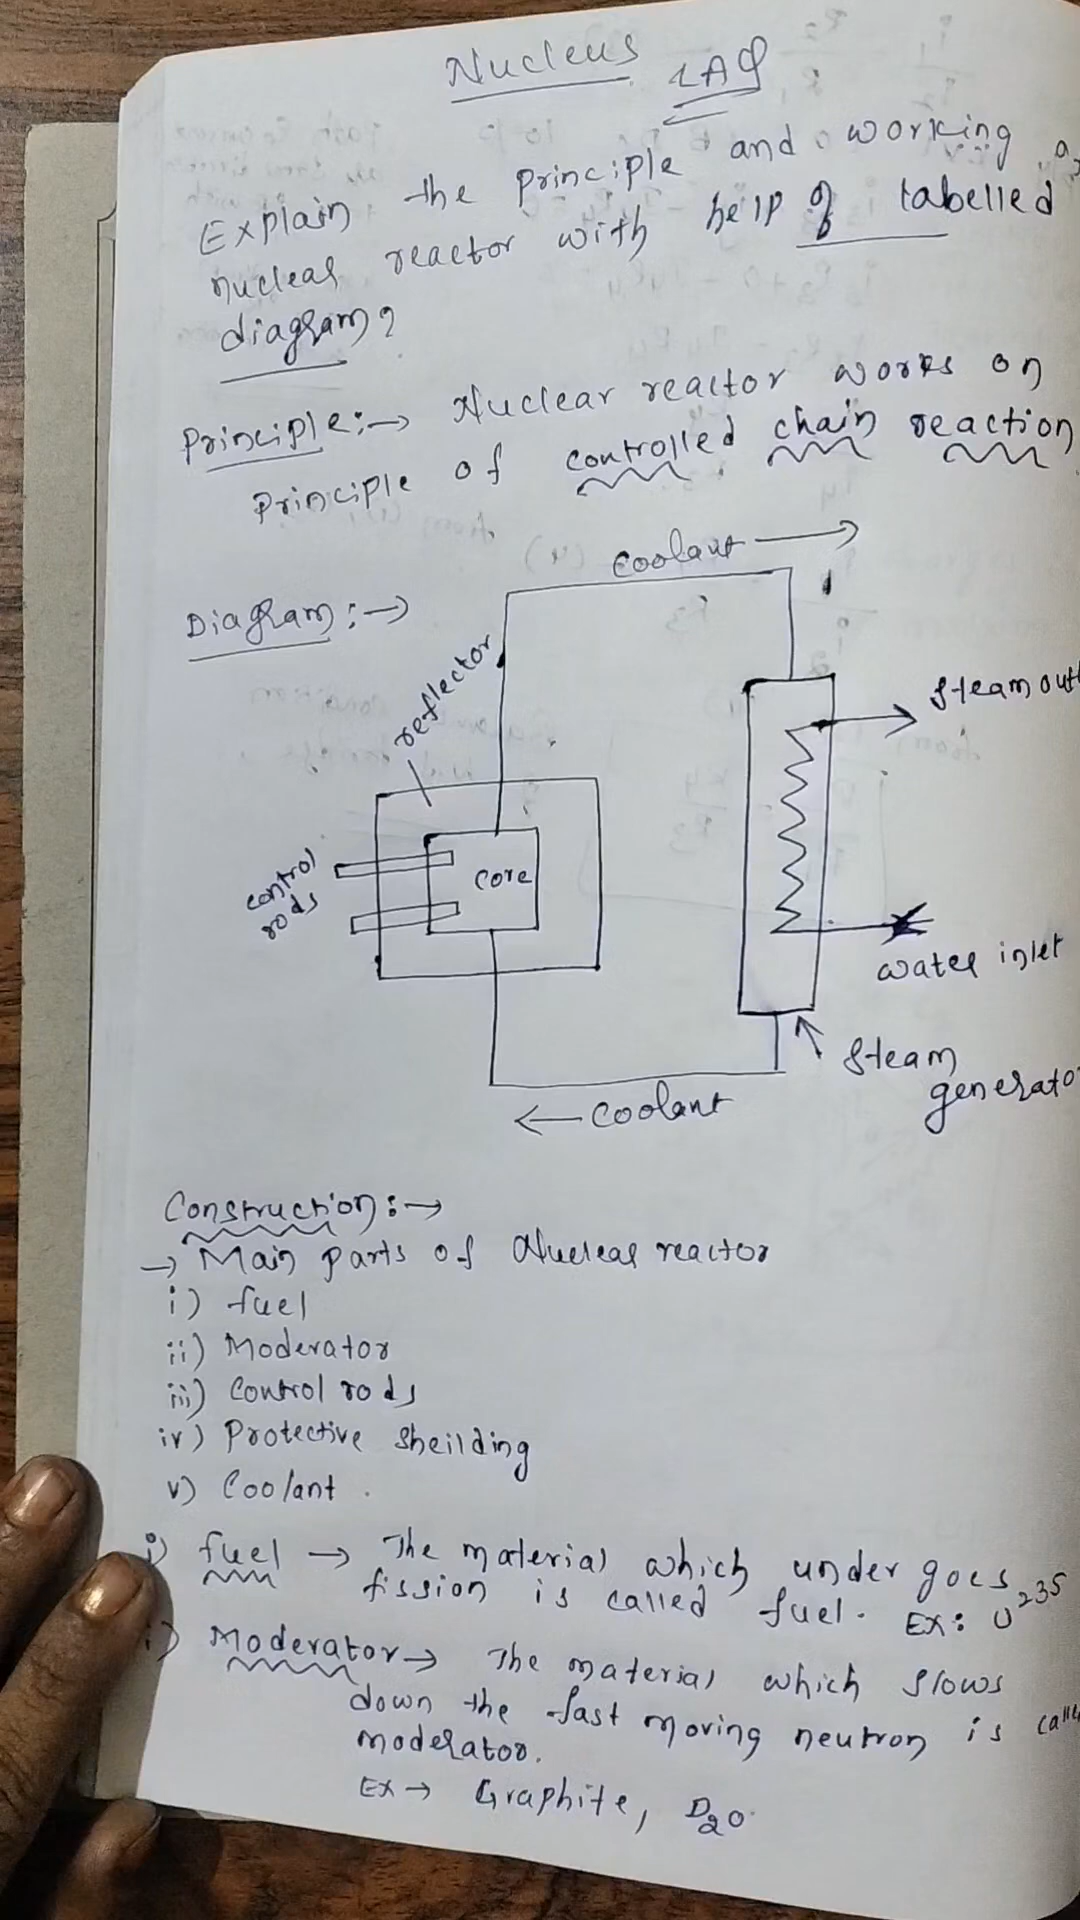 Nucleus
LAQ
Explain the principle and working
nuclear reactor with help of labelled
diagram?
Principle:→ Nuclear reactor works on
principle of controlled chain reaction
Diagram:→
Coolant →
reflector
Steam out
control
rods
core
water inlet
Steam
generator
← Coolant
Construction:→
→ Main parts of Nuclear reactor
i) fuel
ii) Moderator
iii) Control rods
iv) Protective sheilding
v) Coolant.
i) fuel → The material which under goes
fission is called fuel. Ex: U²³⁵
Moderator → The material which slows
down the fast moving neutron is
moderator.
Ex → Graphite, D₂O.